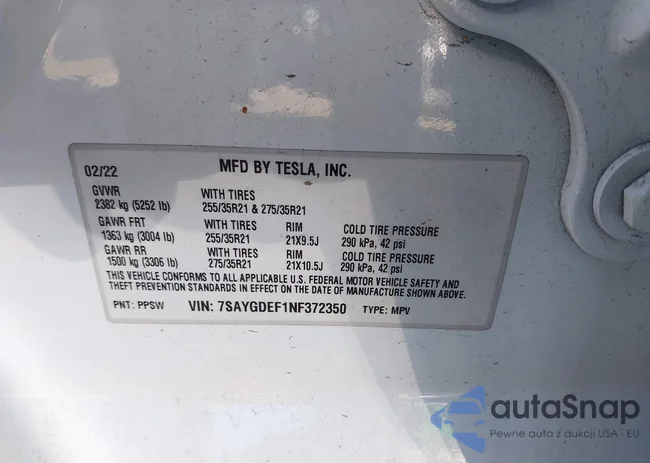 02/22 MFD BY TESLA, INC.
GVWR WITH TIRES
2382 kg (5252 lb) 255/35R21 & 275/35R21
GAWR FRT WITH TIRES RIM COLD TIRE PRESSURE
1363 kg (3004 lb) 255/35R21 21X9.5J 290 kPa, 42 psi
GAWR RR WITH TIRES RIM COLD TIRE PRESSURE
1500 kg (3306 lb) 275/35R21 21X10.5J 290 kPa, 42 psi
THIS VEHICLE CONFORMS TO ALL APPLICABLE U.S. FEDERAL MOTOR VEHICLE SAFETY AND
THEFT PREVENTION STANDARDS IN EFFECT ON THE DATE OF MANUFACTURE SHOWN ABOVE.
PNT: PPSW VIN: 7SAYGDEF1NF372350 TYPE: MPV
autaSnap
Pewne auta z aukcji USA i EU